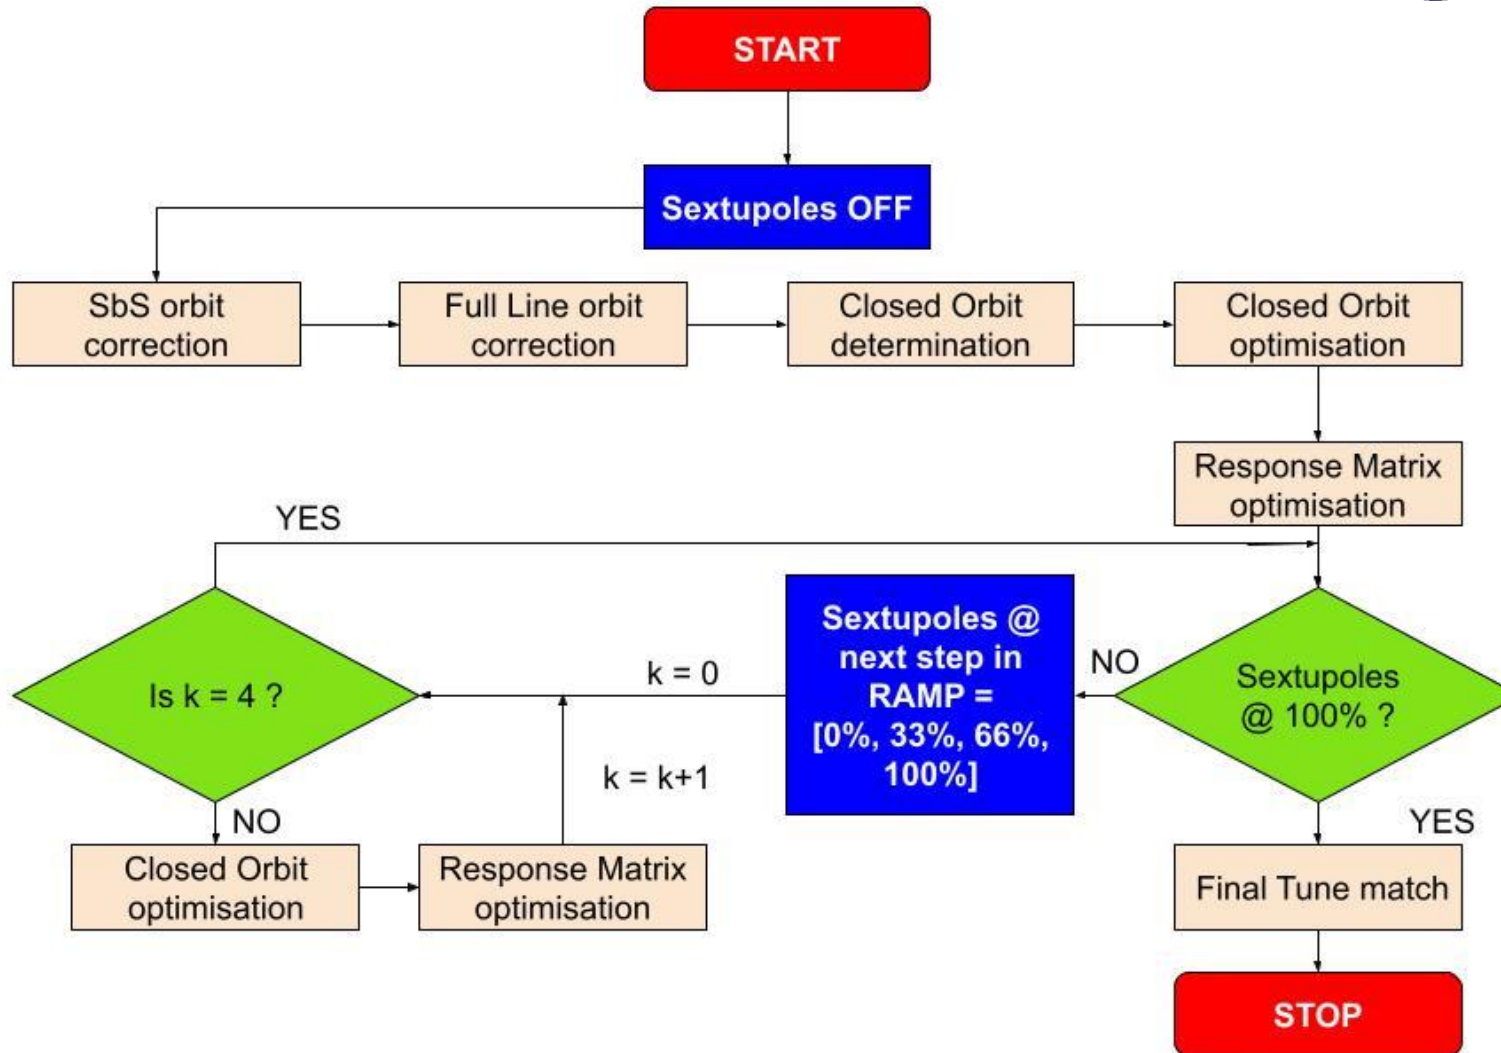 START
Sextupoles OFF
SbS orbit
correction
Full Line orbit
correction
Closed Orbit
determination
Closed Orbit
optimisation
Response Matrix
optimisation
YES
Is k = 4 ?
k = 0
k = k+1
Sextupoles @
next step in
RAMP =
[0%, 33%, 66%,
100%]
NO
Sextupoles
@ 100% ?
NO
Closed Orbit
optimisation
Response Matrix
optimisation
YES
Final Tune match
STOP